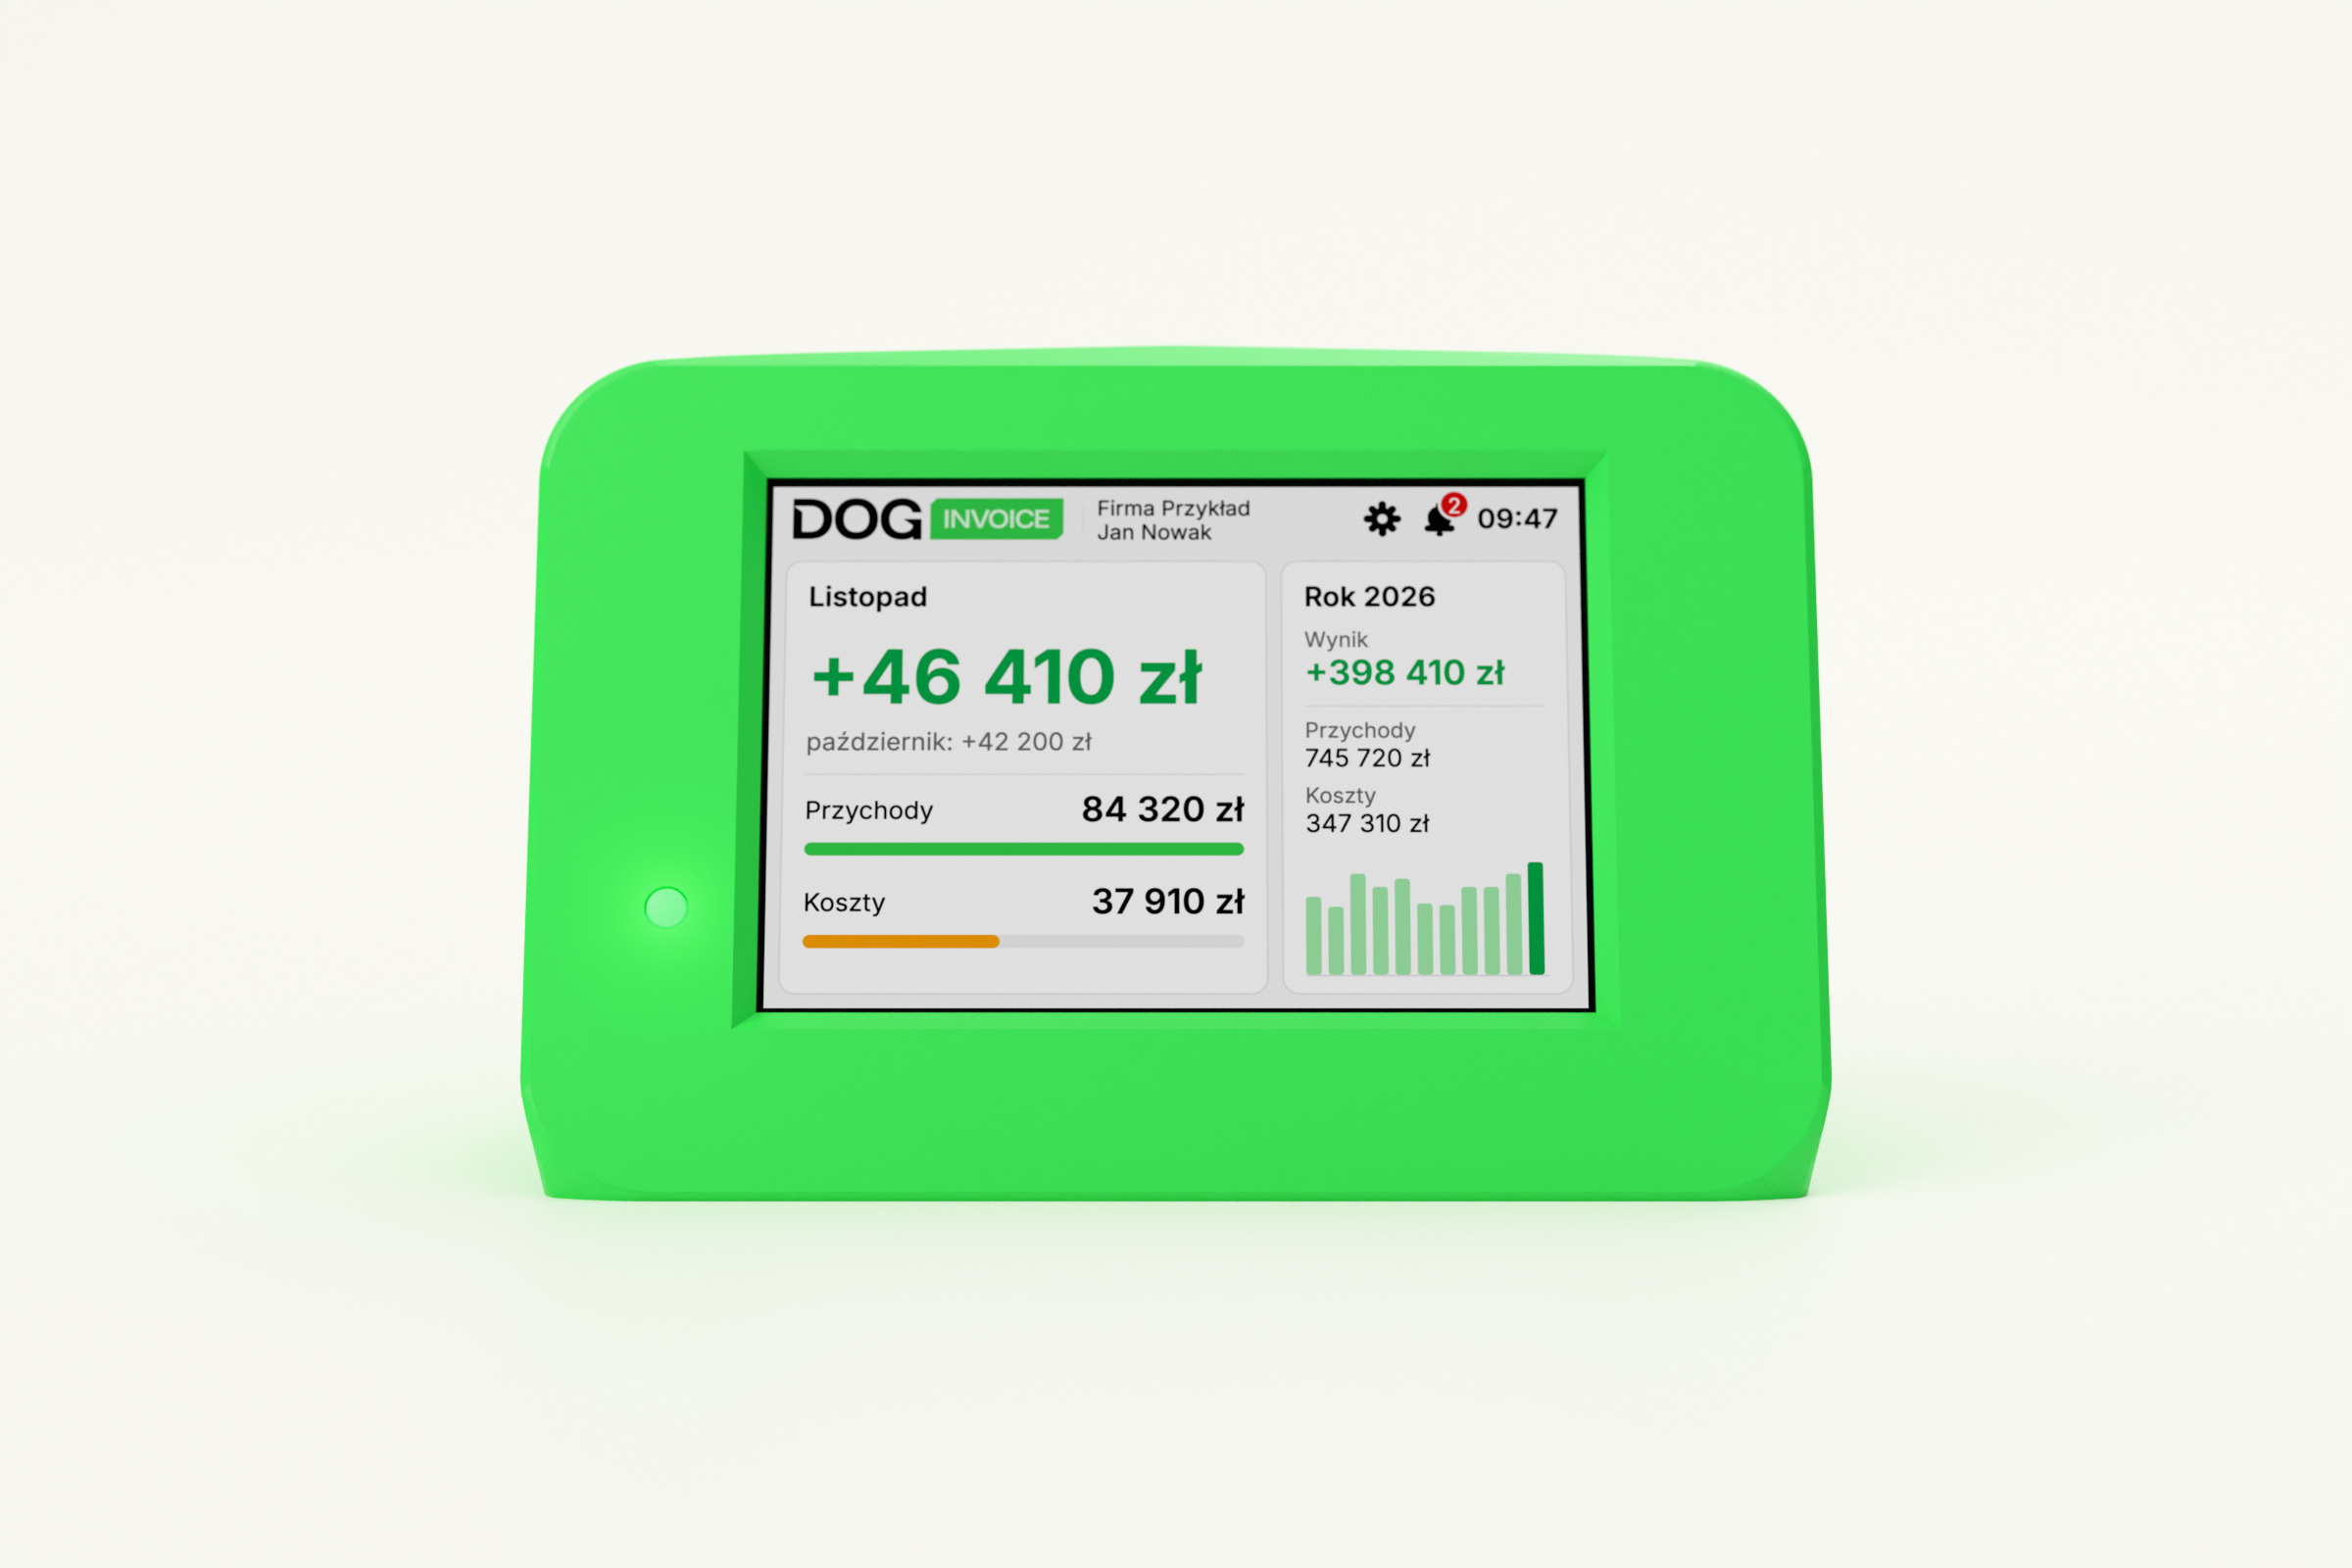 DOG INVOICE
Firma Przykład
Jan Nowak
2
09:47
Listopad
+46 410 zł
październik: +42 200 zł
Przychody 84 320 zł
Koszty 37 910 zł
Rok 2026
Wynik
+398 410 zł
Przychody
745 720 zł
Koszty
347 310 zł